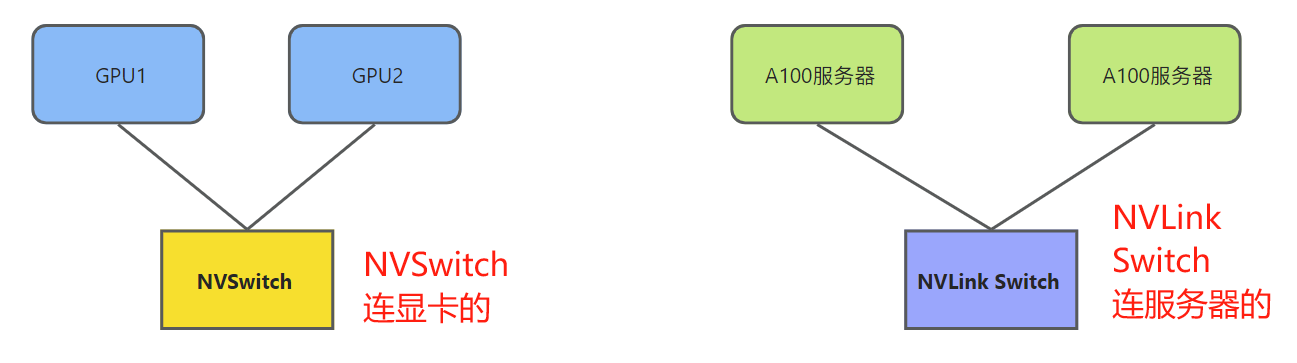 GPU1
GPU2
NVSwitch
NVSwitch
连显卡的
A100服务器
A100服务器
NVLink Switch
NVLink
Switch
连服务器的